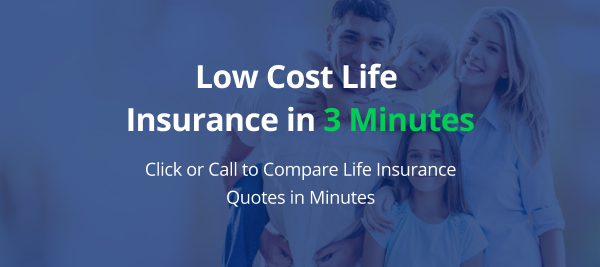 Low Cost Life
Insurance in 3 Minutes
Click or Call to Compare Life Insurance
Quotes in Minutes